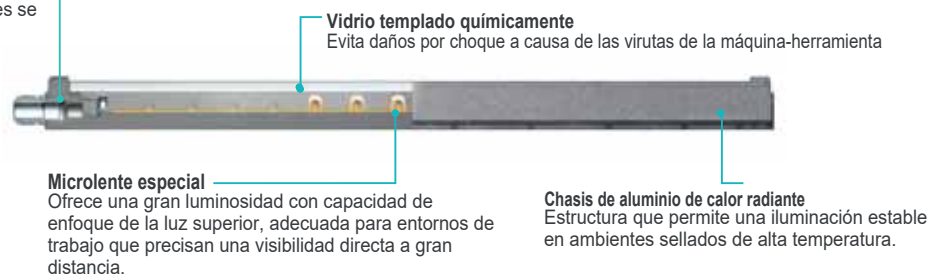 es se
Vidrio templado químicamente
Evita daños por choque a causa de las virutas de la máquina-herramienta
Microlente especial
Ofrece una gran luminosidad con capacidad de
enfoque de la luz superior, adecuada para entornos de
trabajo que precisan una visibilidad directa a gran
distancia.
Chasis de aluminio de calor radiante
Estructura que permite una iluminación estable
en ambientes sellados de alta temperatura.